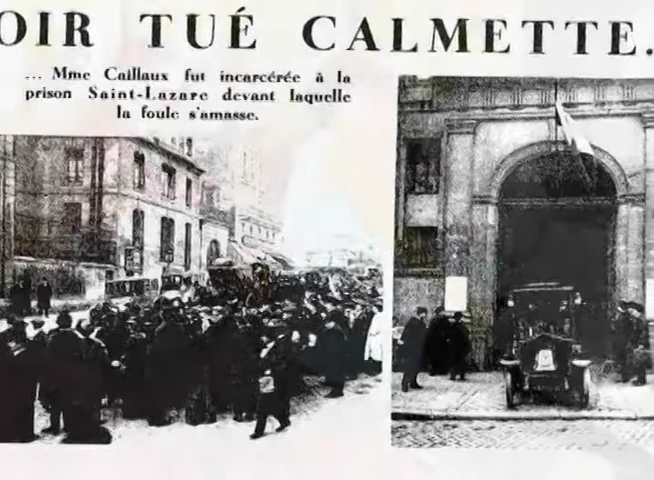 OIR TUÉ CALMETTE.
... Mme Caillaux fut incarcérée à la
prison Saint-Lazare devant laquelle
la foule s'amasse.